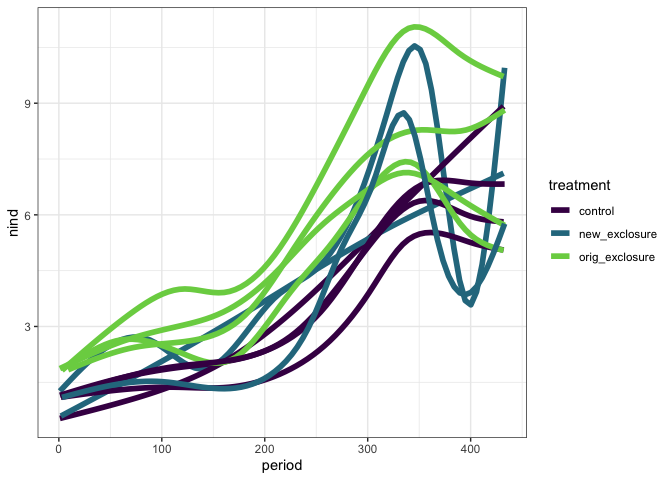 9
6
3
nind
0
100
200
300
400
period
treatment
control
new_exclosure
orig_exclosure